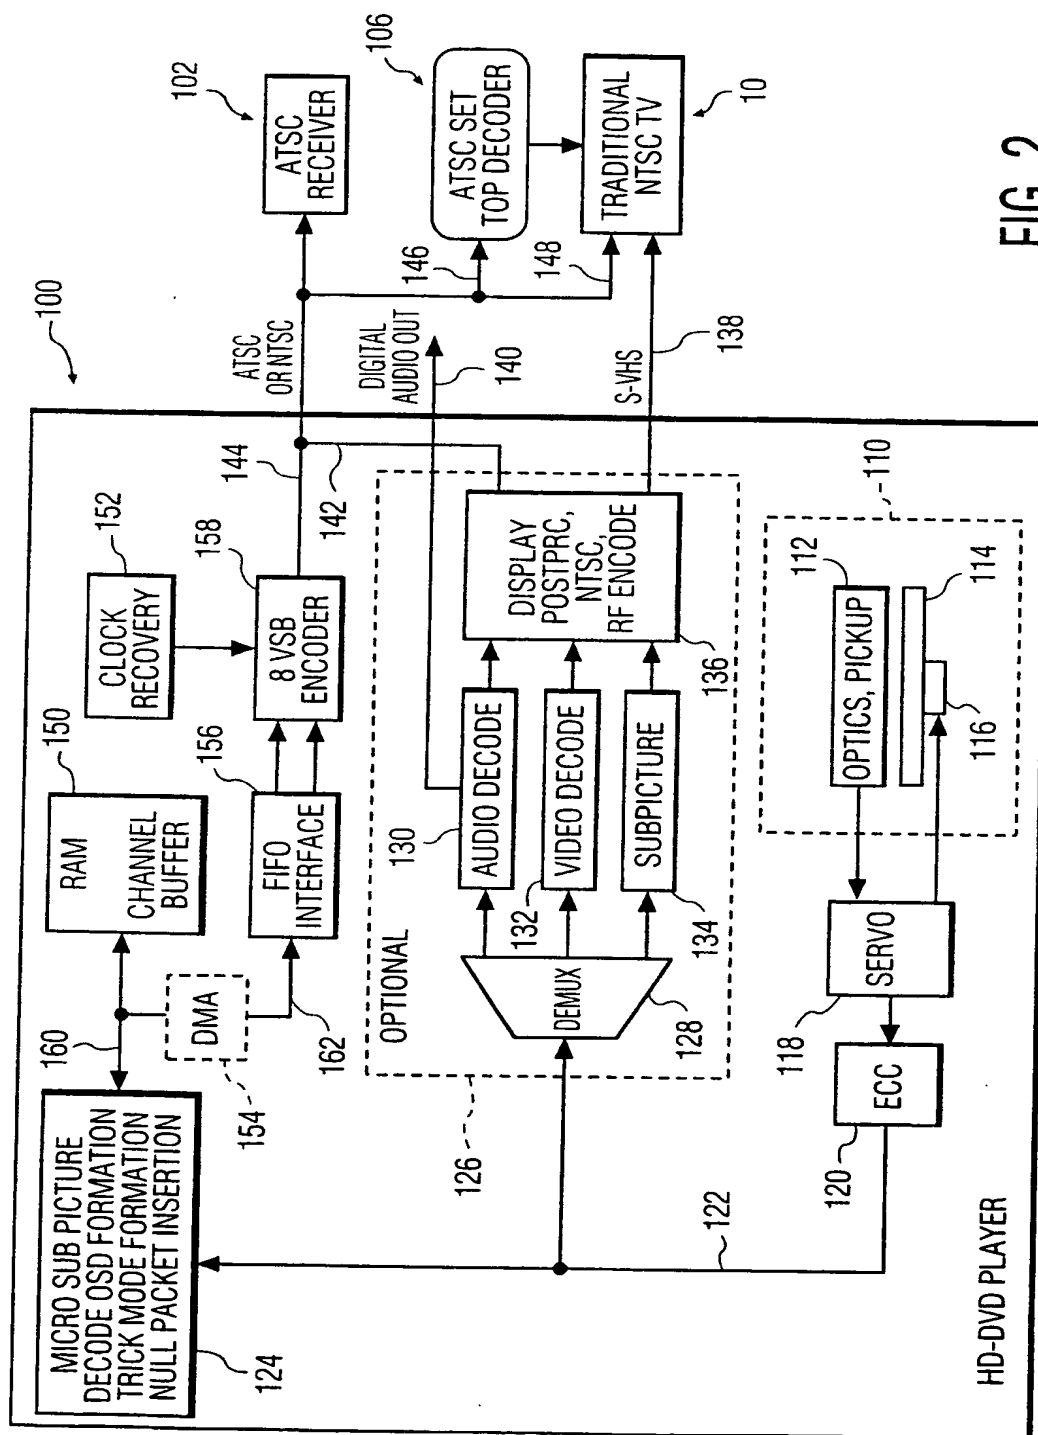 100
102
ATSC
RECEIVER
106
ATSC SET
TOP DECODER
TRADITIONAL
NTSC TV
10
146
148
ATSC
OR NTSC
DIGITAL
AUDIO OUT
140
S-VHS
138
144
142
MICRO SUB PICTURE
DECODE OSD FORMATION
TRICK MODE FORMATION
NULL PACKET INSERTION
124
160
DMA
154
162
150
RAM
CHANNEL
BUFFER
152
CLOCK
RECOVERY
156
FIFO
INTERFACE
158
8 VSB
ENCODER
OPTIONAL
126
DEMUX
128
130
AUDIO DECODE
132
VIDEO DECODE
SUBPICTURE
134
DISPLAY
POSTPRC,
NTSC,
RF ENCODE
136
122
110
112
OPTICS, PICKUP
114
116
SERVO
118
ECC
120
HD-DVD PLAYER
FIG. 2